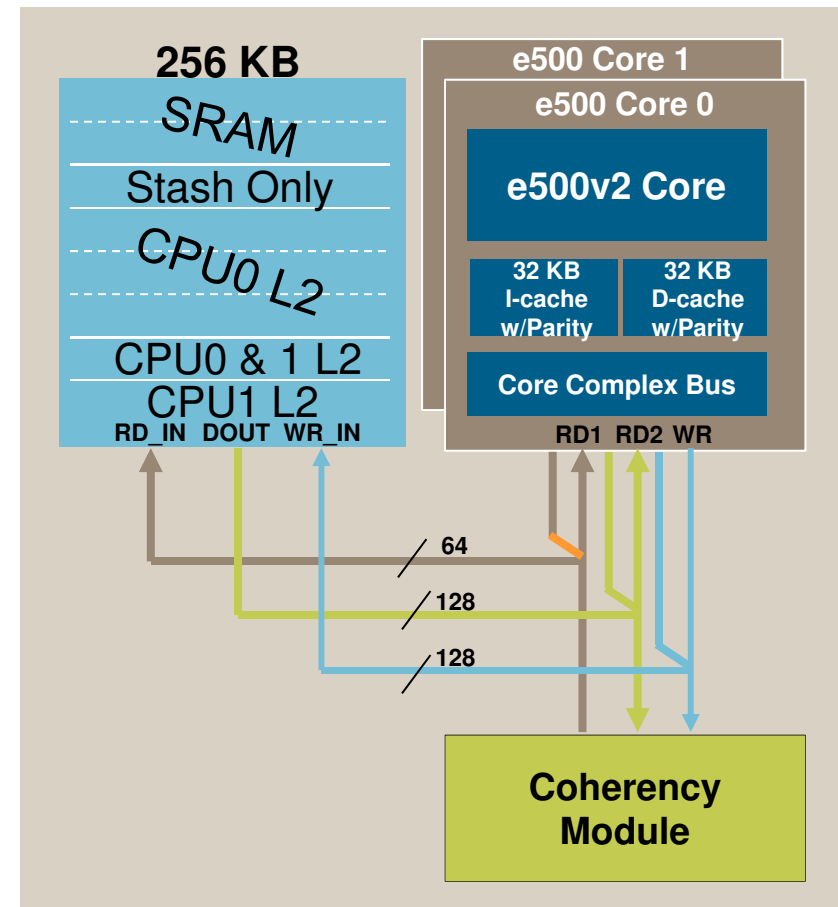 256 KB
SRAM
Stash Only
CPU0 L2
CPU0 & 1 L2
CPU1 L2
RD_IN DOUT WR_IN
e500 Core 1
e500 Core 0
e500v2 Core
32 KB
I-cache
w/Parity
32 KB
D-cache
w/Parity
Core Complex Bus
RD1 RD2 WR
64
128
128
Coherency
Module